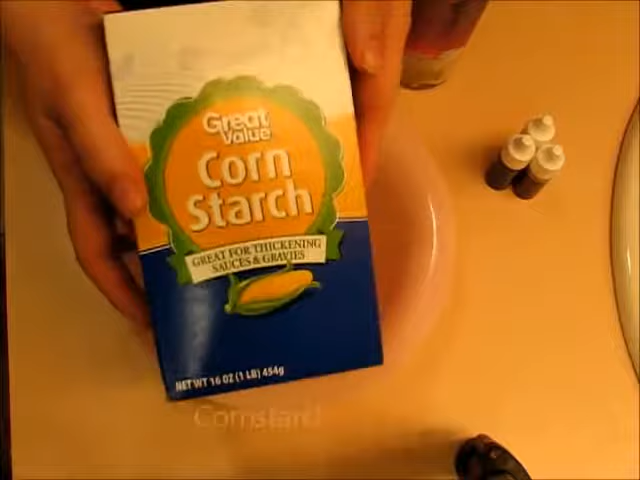 Great
Value
Corn
Starch
GREAT FOR THICKENING
SAUCES & GRAVIES
NET WT 16 OZ (1 LB) 454g
Cornstarch